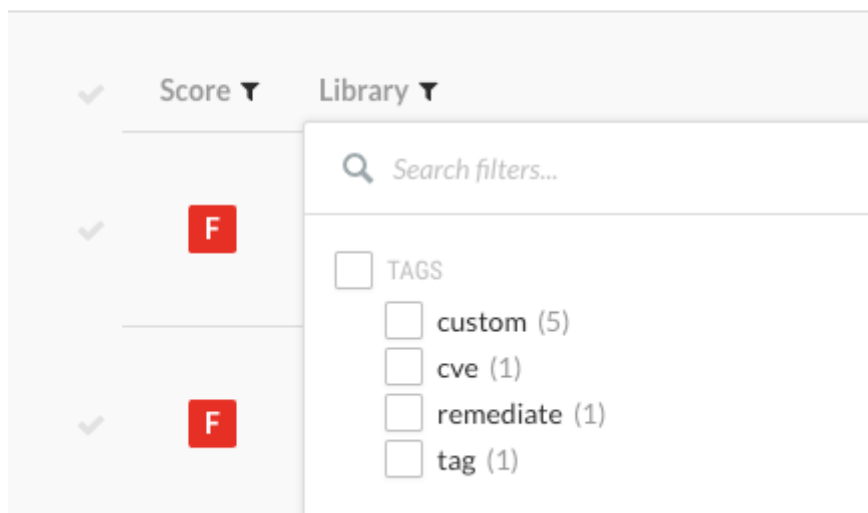 Score Library
Search filters...
F
TAGS
custom (5)
cve (1)
remediate (1)
F
tag (1)